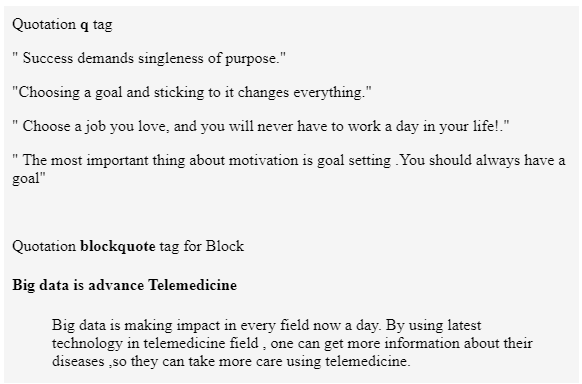 Quotation q tag
" Success demands singleness of purpose."
"Choosing a goal and sticking to it changes everything."
" Choose a job you love, and you will never have to work a day in your life!."
" The most important thing about motivation is goal setting .You should always have a
goal"
Quotation blockquote tag for Block
Big data is advance Telemedicine
Big data is making impact in every field now a day. By using latest
technology in telemedicine field , one can get more information about their
diseases ,so they can take more care using telemedicine.